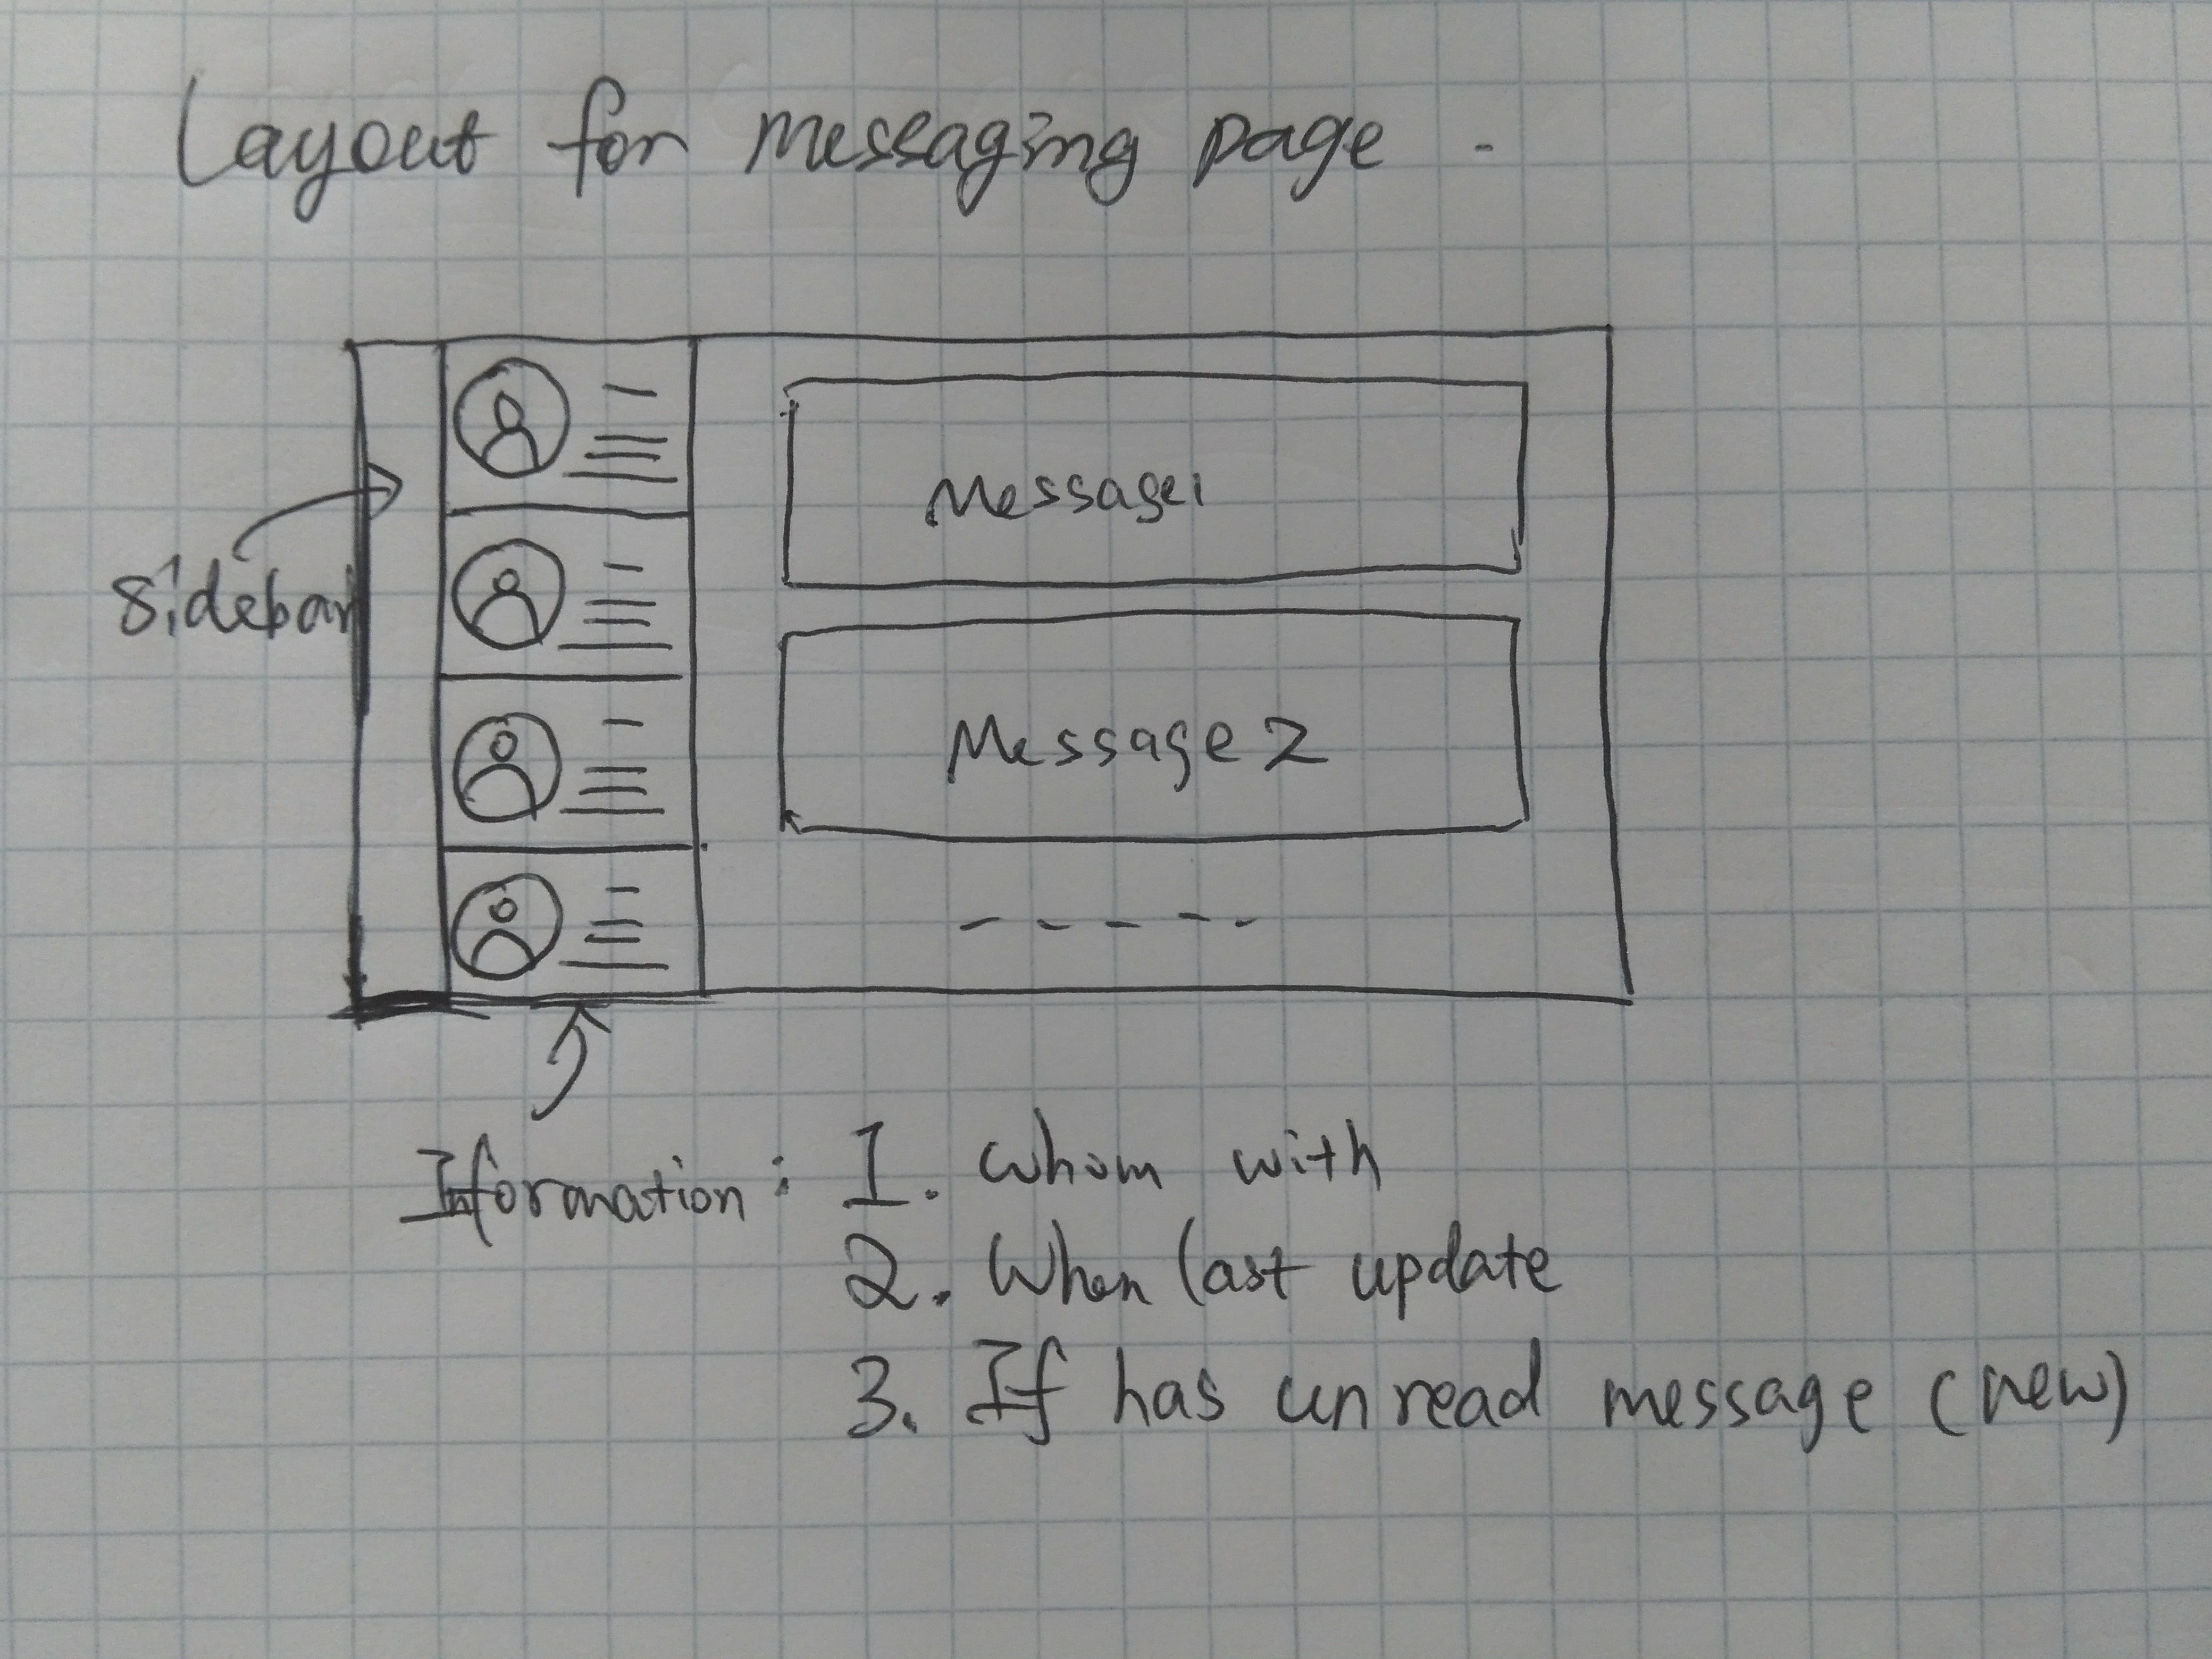 Layout for messaging page -
Message1
sidebar
Message 2
-----
Information: 1. Whom with
2. When last update
3. If has unread message (new)